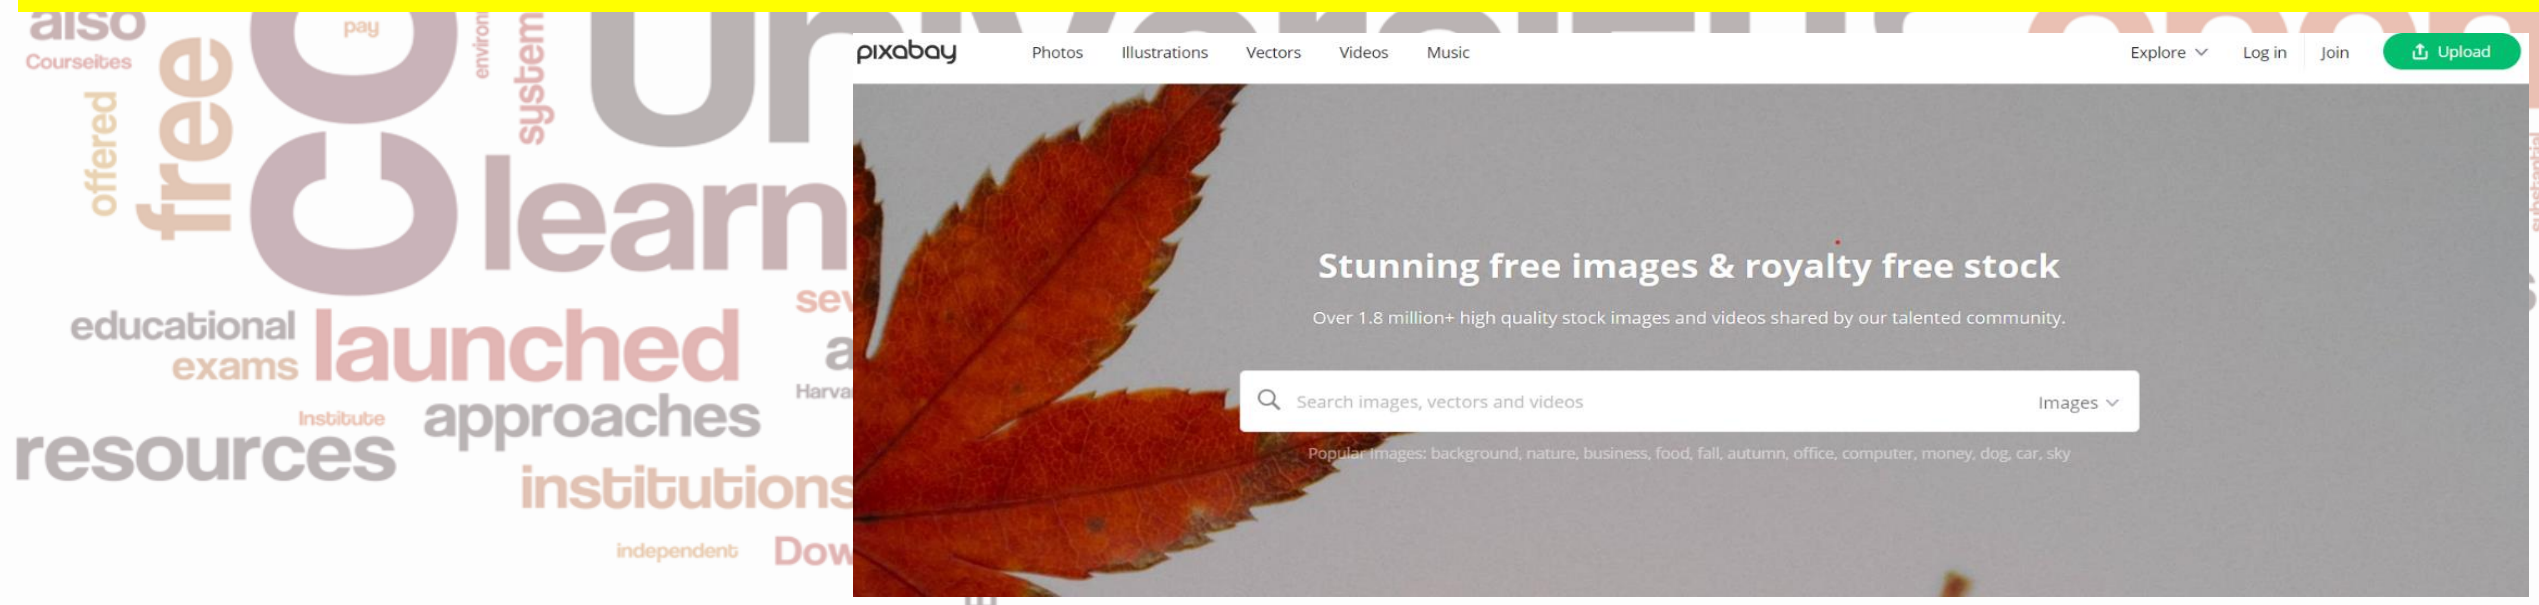 also
pay
Courseites
environ
system
offered
free
learn
educational
launched
exams
Institute
approaches
resources
institutions
independent
pixabay
Photos Illustrations Vectors Videos Music
Explore Log in Join Upload
Stunning free images & royalty free stock
Over 1.8 million+ high quality stock images and videos shared by our talented community.
Search images, vectors and videos Images
Popular Images: background, nature, business, food, fall, autumn, office, computer, money, dog, car, sky
substantial